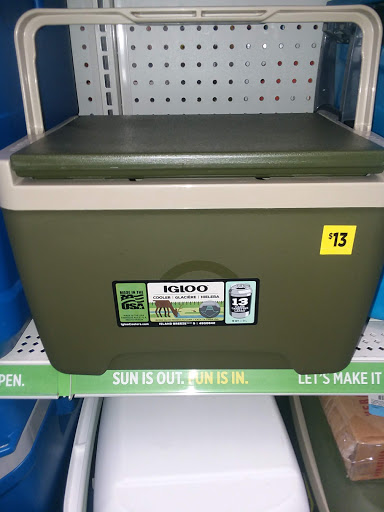 $13
MADE IN THE
USA
IGLOO
COOLER | GLACIÈRE | HIELERA
13
PEN.
SUN IS OUT. FUN IS IN.
LET'S MAKE IT